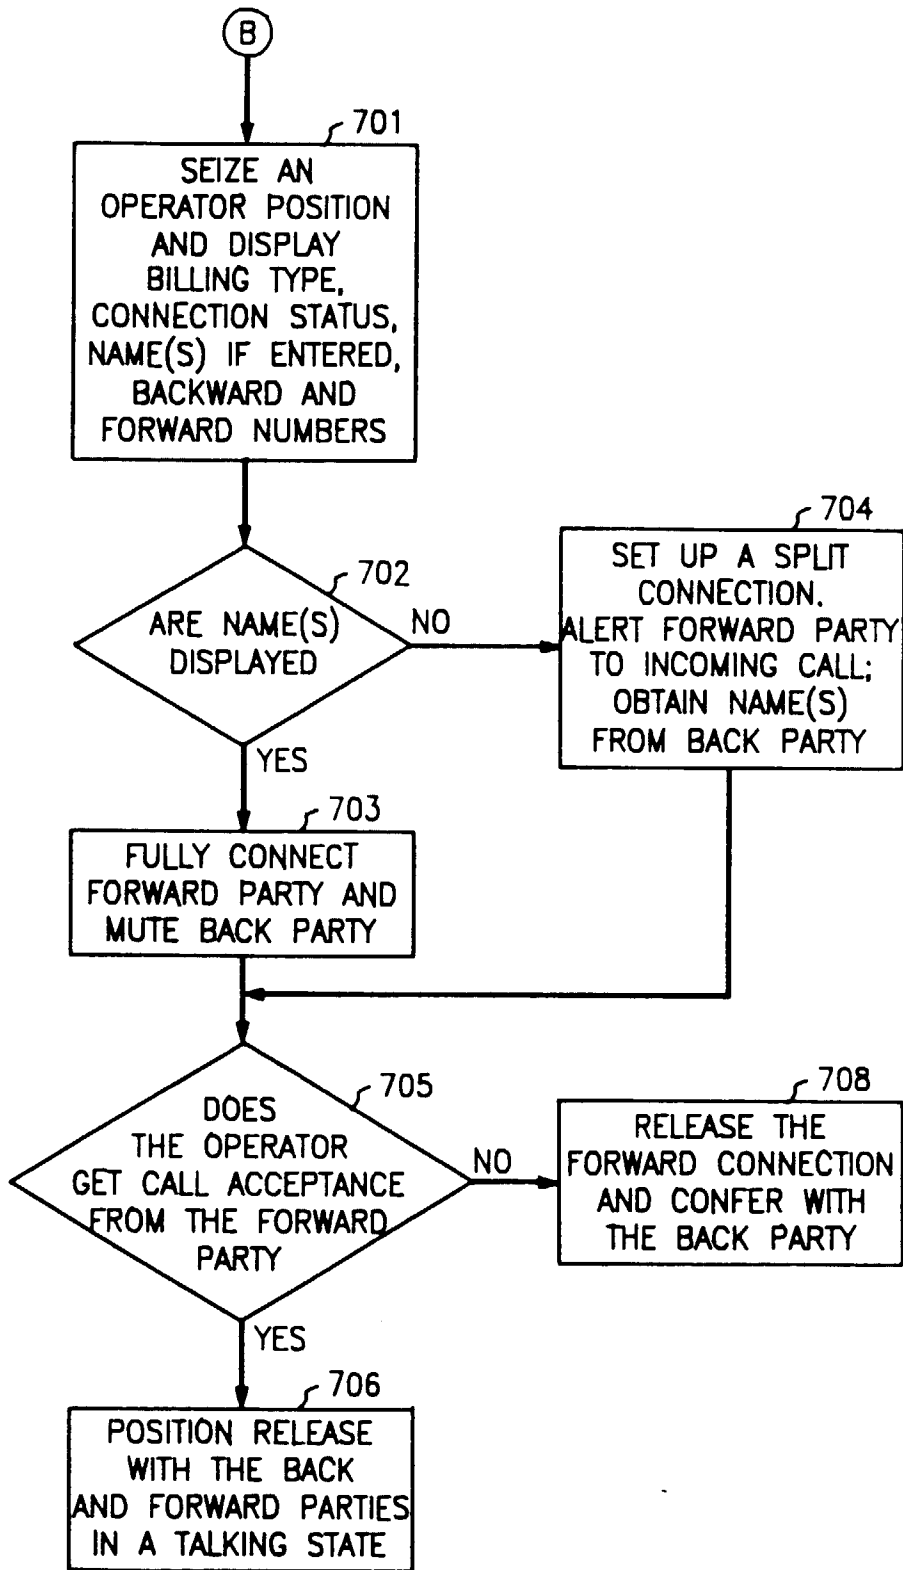 B
701
SEIZE AN
OPERATOR POSITION
AND DISPLAY
BILLING TYPE,
CONNECTION STATUS,
NAME(S) IF ENTERED,
BACKWARD AND
FORWARD NUMBERS
702
ARE NAME(S)
DISPLAYED
NO
704
SET UP A SPLIT
CONNECTION.
ALERT FORWARD PARTY
TO INCOMING CALL;
OBTAIN NAME(S)
FROM BACK PARTY
YES
703
FULLY CONNECT
FORWARD PARTY AND
MUTE BACK PARTY
705
DOES
THE OPERATOR
GET CALL ACCEPTANCE
FROM THE FORWARD
PARTY
NO
708
RELEASE THE
FORWARD CONNECTION
AND CONFER WITH
THE BACK PARTY
YES
706
POSITION RELEASE
WITH THE BACK
AND FORWARD PARTIES
IN A TALKING STATE